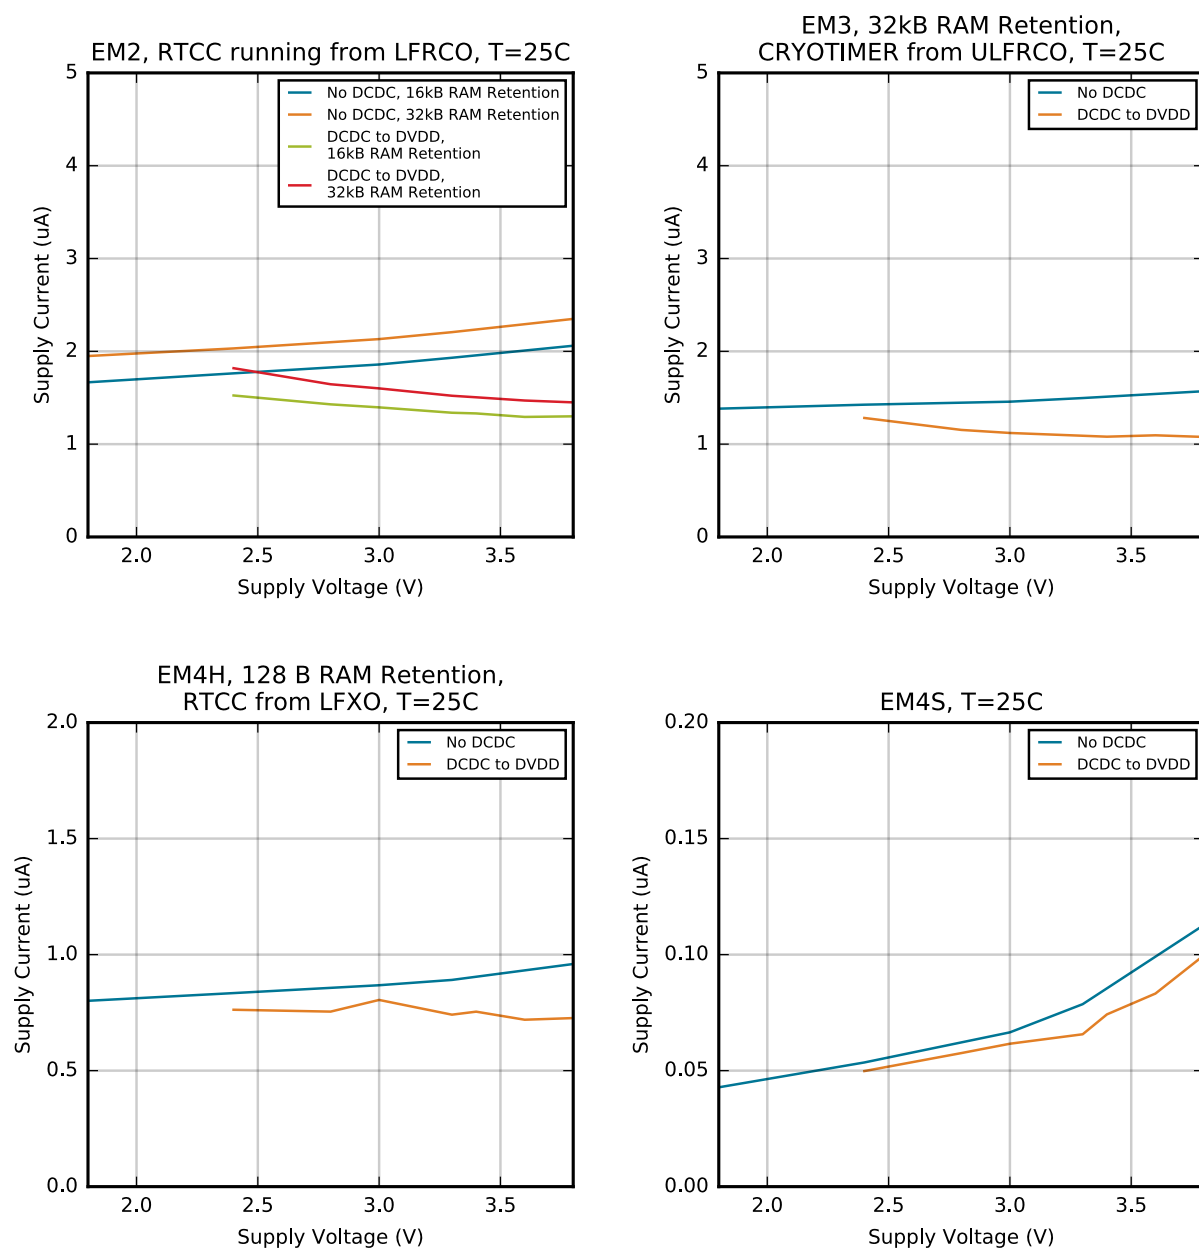 EM2, RTCC running from LFRCO, T=25C
5
4
3
2
1
0
Supply Current (uA)
No DCDC, 16kB RAM Retention
No DCDC, 32kB RAM Retention
DCDC to DVDD,
16kB RAM Retention
DCDC to DVDD,
32kB RAM Retention
2.0 2.5 3.0 3.5
Supply Voltage (V)
EM3, 32kB RAM Retention,
CRYOTIMER from ULFRCO, T=25C
5
4
3
2
1
0
Supply Current (uA)
No DCDC
DCDC to DVDD
2.0 2.5 3.0 3.5
Supply Voltage (V)
EM4H, 128 B RAM Retention,
RTCC from LFXO, T=25C
2.0
1.5
1.0
0.5
0.0
Supply Current (uA)
No DCDC
DCDC to DVDD
2.0 2.5 3.0 3.5
Supply Voltage (V)
EM4S, T=25C
0.20
0.15
0.10
0.05
0.00
Supply Current (uA)
No DCDC
DCDC to DVDD
2.0 2.5 3.0 3.5
Supply Voltage (V)